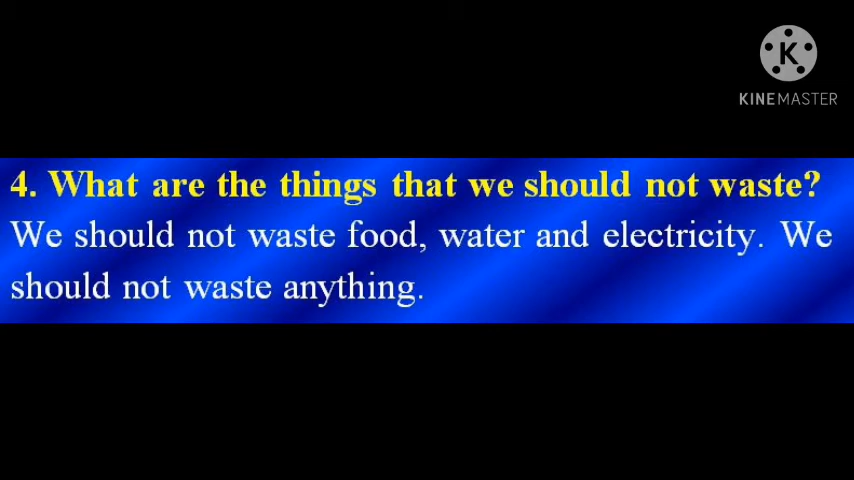 K
KINEMASTER
4. What are the things that we should not waste?
We should not waste food, water and electricity. We
should not waste anything.